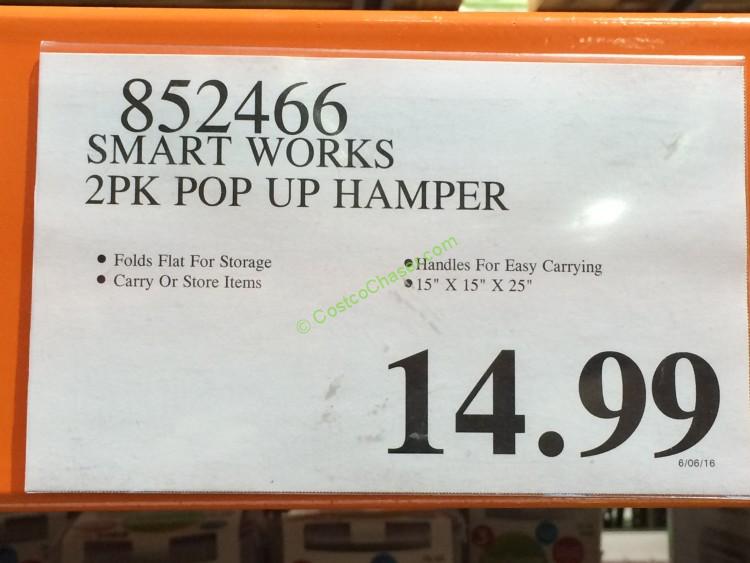 852466
SMART WORKS
2PK POP UP HAMPER
• Folds Flat For Storage
• Carry Or Store Items
• Handles For Easy Carrying
• 15" X 15" X 25"
© CostcoChaser.com
14.99
6/06/16